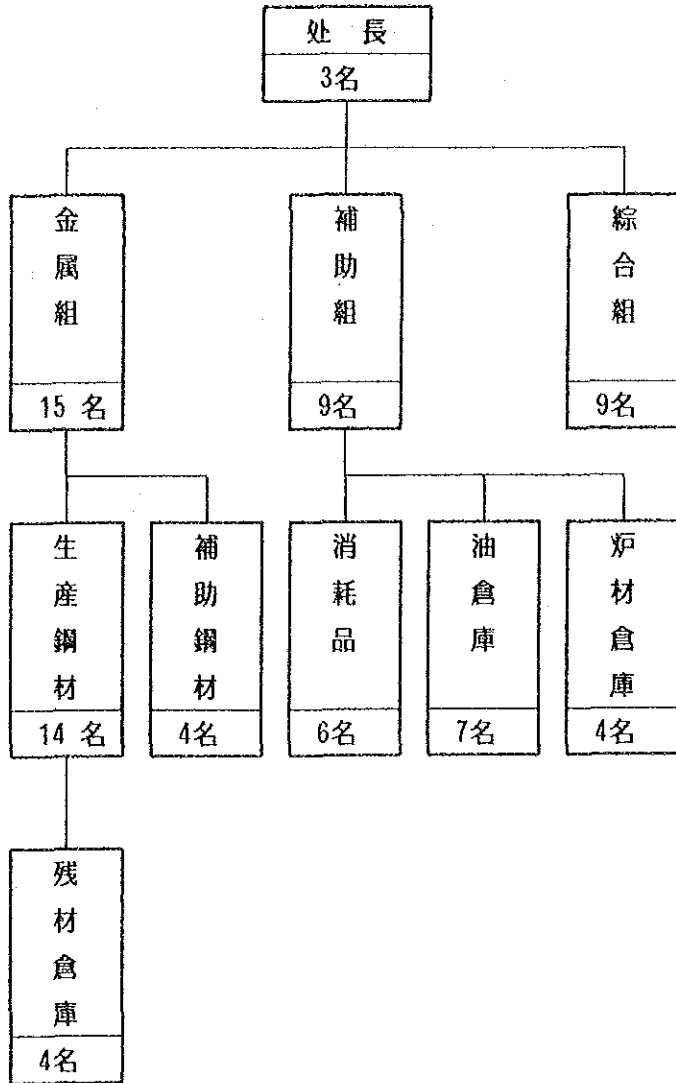 处長
3名
金属組
15名
補助組
9名
綜合組
9名
生産鋼材
14名
補助鋼材
4名
消耗品
6名
油倉庫
7名
炉材倉庫
4名
残材倉庫
4名